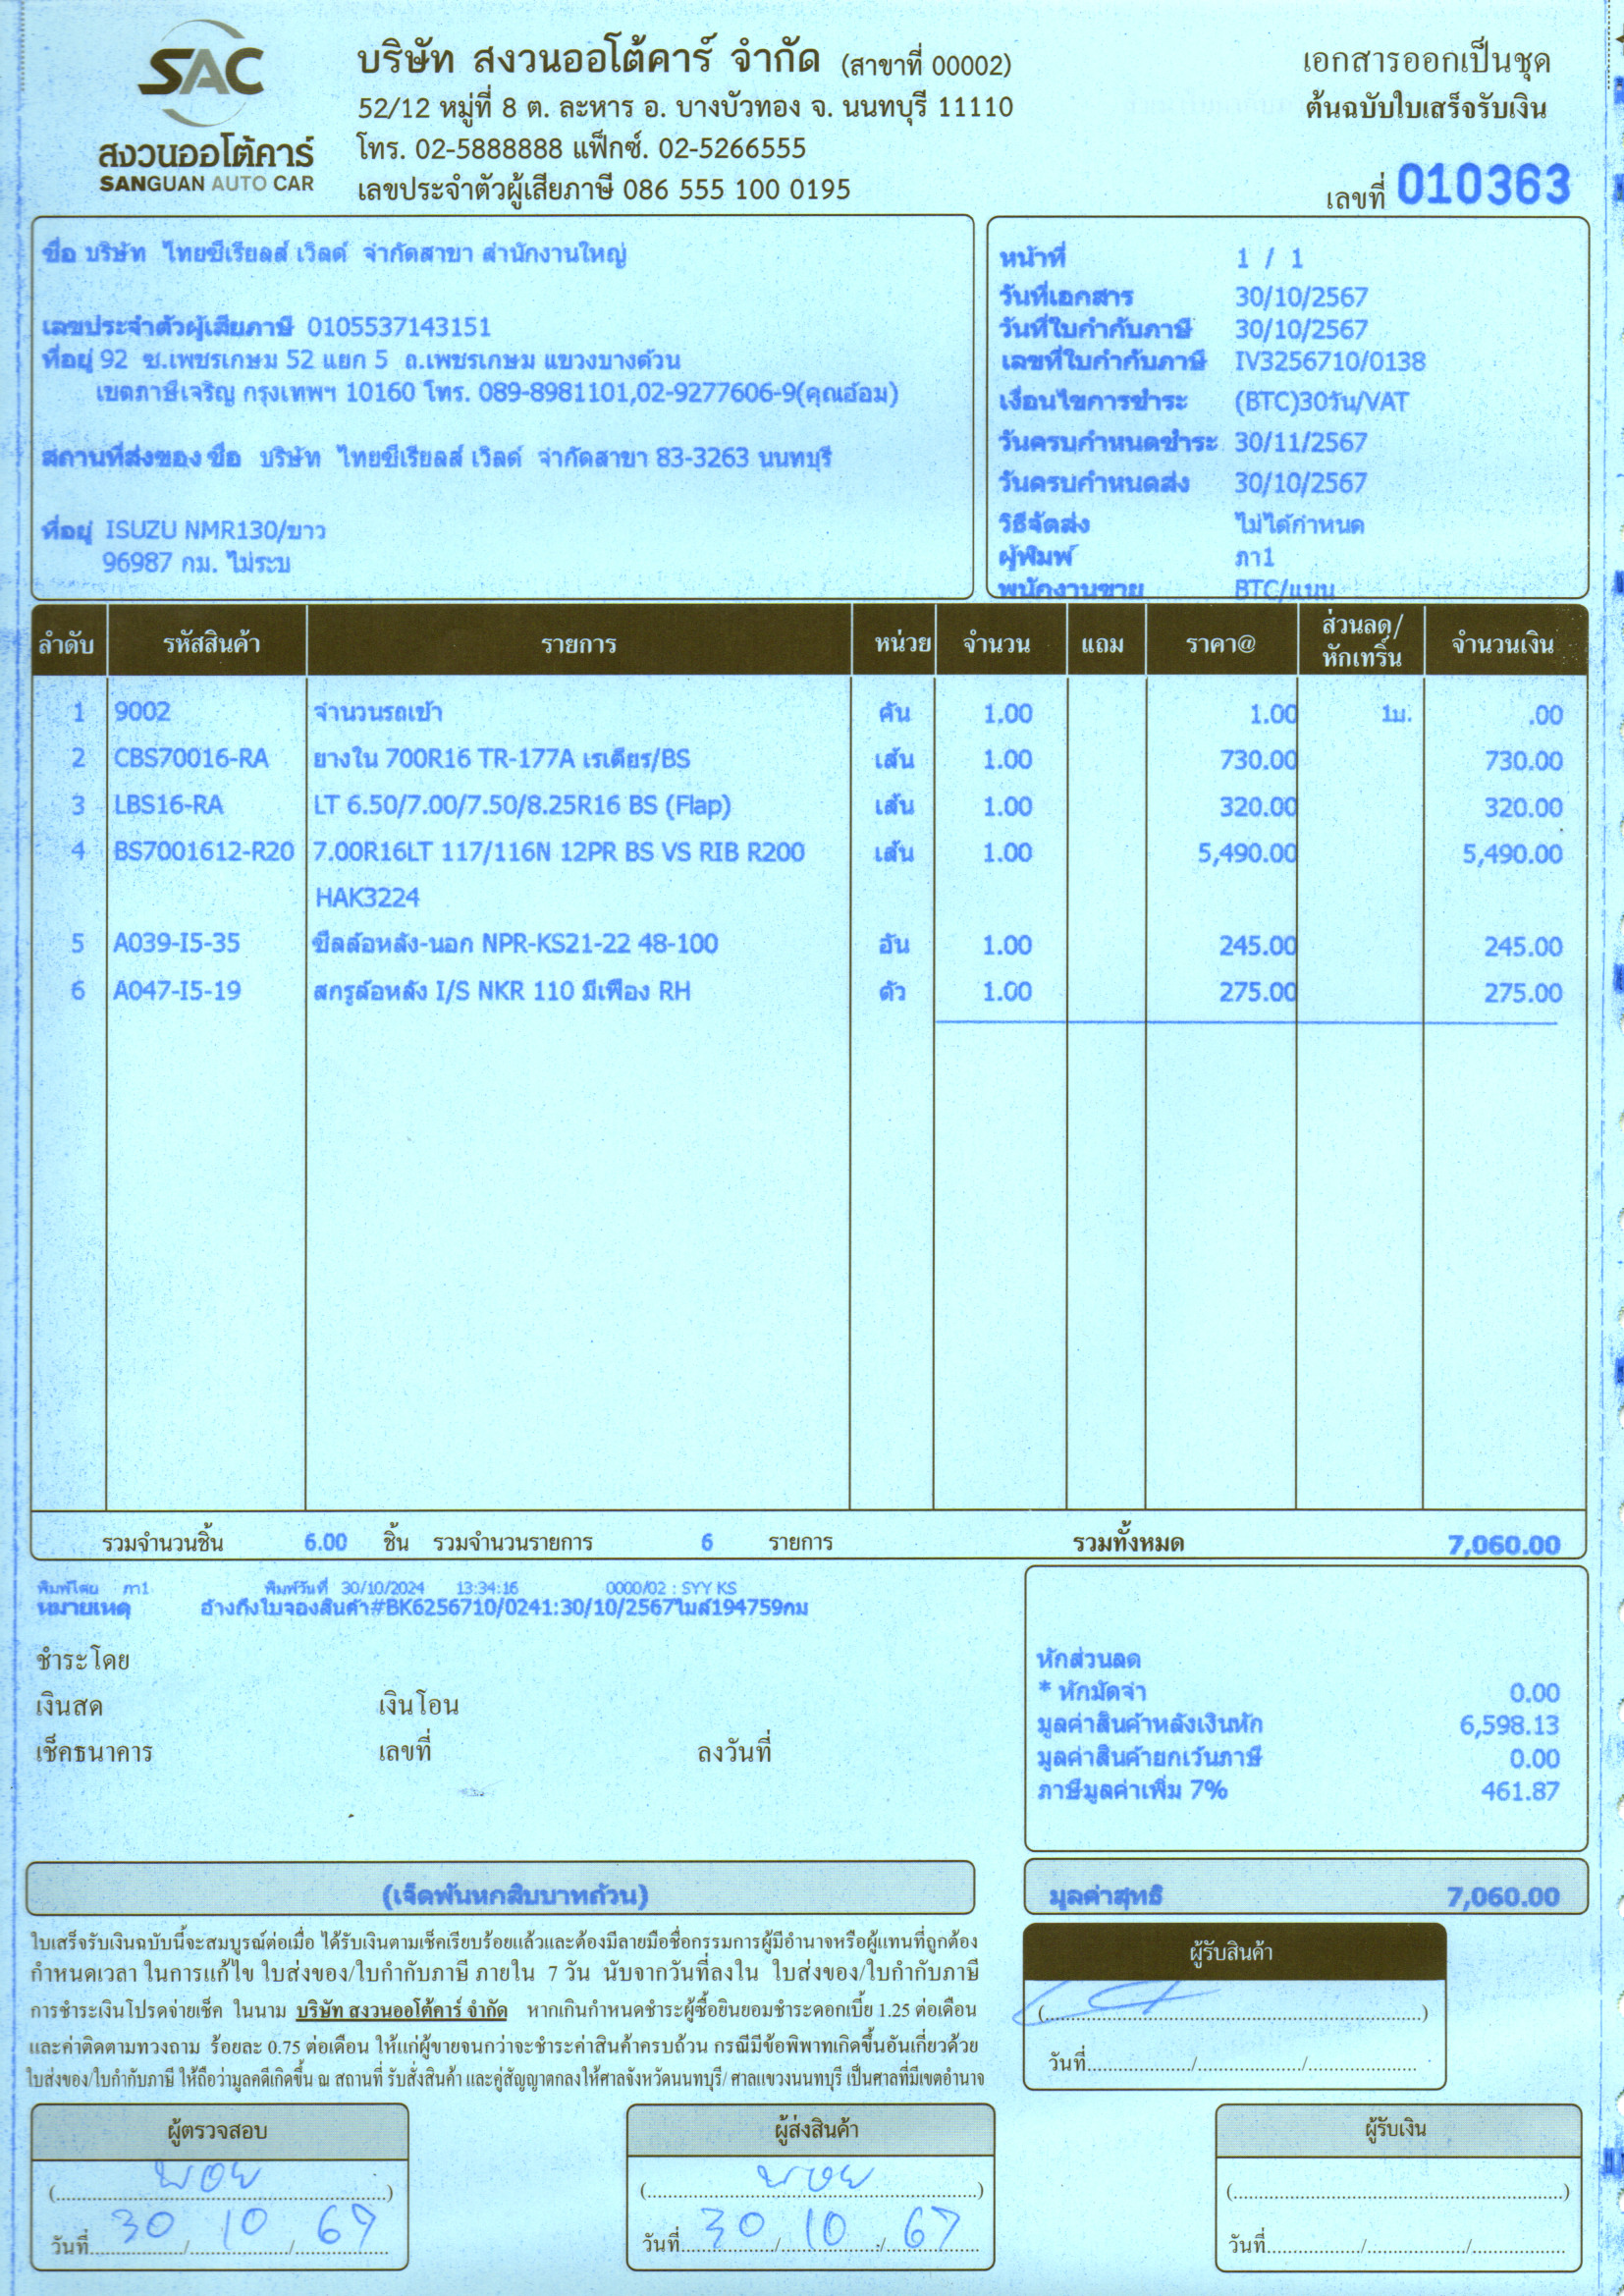 SAC
สงวนออโต้คาร์
SANGUAN AUTO CAR
บริษัท สงวนออโต้คาร์ จำกัด (สาขาที่ 00002)
52/12 หมู่ที่ 8 ต. ละหาร อ. บางบัวทอง จ. นนทบุรี 11110
โทร. 02-5888888 แฟ็กซ์. 02-5266555
เลขประจำตัวผู้เสียภาษี 086 555 100 0195
เอกสารออกเป็นชุด
ต้นฉบับใบเสร็จรับเงิน
เลขที่ 010363
ชื่อ บริษัท ไทยซีเรียลส์ เวิลด์ จำกัดสาขา สำนักงานใหญ่
เลขประจำตัวผู้เสียภาษี 0105537143151
ที่อยู่ 92 ซ.เพชรเกษม 52 แยก 5 ถ.เพชรเกษม แขวงบางด้วน
เขตภาษีเจริญ กรุงเทพฯ 10160 โทร. 089-8981101,02-9277606-9(คุณอ้อม)
สถานที่ส่งของ ชื่อ บริษัท ไทยซีเรียลส์ เวิลด์ จำกัดสาขา 83-3263 นนทบุรี
ที่อยู่ ISUZU NMR130/ขาว
96987 กม. ไม่ระบ
หน้าที่ 1 / 1
วันที่เอกสาร 30/10/2567
วันที่ใบกำกับภาษี 30/10/2567
เลขที่ใบกำกับภาษี IV3256710/0138
เงื่อนไขการชำระ (BTC)30วัน/VAT
วันครบกำหนดชำระ 30/11/2567
วันครบกำหนดส่ง 30/10/2567
วิธีจัดส่ง ไม่ได้กำหนด
ผู้พิมพ์ ภา1
พนักงานขาย BTC/แนน
ลำดับ รหัสสินค้า รายการ หน่วย จำนวน แถม ราคา@ ส่วนลด/หักเทริ์น จำนวนเงิน
1 9002 จำนวนรถเข้า คัน 1.00 1.00 1ม. .00
2 CBS70016-RA ยางใน 700R16 TR-177A เรเดียร/BS เส้น 1.00 730.00 730.00
3 LBS16-RA LT 6.50/7.00/7.50/8.25R16 BS (Flap) เส้น 1.00 320.00 320.00
4 BS7001612-R20 7.00R16LT 117/116N 12PR BS VS RIB R200 เส้น 1.00 5,490.00 5,490.00
HAK3224
5 A039-I5-35 ซีลล้อหลัง-นอก NPR-KS21-22 48-100 อัน 1.00 245.00 245.00
6 A047-I5-19 สกรูล้อหลัง I/S NKR 110 มีเฟือง RH ตัว 1.00 275.00 275.00
รวมจำนวนชิ้น 6.00 ชิ้น รวมจำนวนรายการ 6 รายการ รวมทั้งหมด 7,060.00
พิมพ์โดย ภา1 พิมพ์วันที่ 30/10/2024 13:34:16 0000/02 : SYY KS
หมายเหตุ อ้างถึงใบจองสินค้า#BK6256710/0241:30/10/2567ไมล์194759กม
ชำระโดย
เงินสด เงินโอน
เช็คธนาคาร เลขที่ ลงวันที่
หักส่วนลด
* หักมัดจำ 0.00
มูลค่าสินค้าหลังเงินหัก 6,598.13
มูลค่าสินค้ายกเว้นภาษี 0.00
ภาษีมูลค่าเพิ่ม 7% 461.87
(เจ็ดพันหกสิบบาทถ้วน)
มูลค่าสุทธิ 7,060.00
ใบเสร็จรับเงินฉบับนี้จะสมบูรณ์ต่อเมื่อ ได้รับเงินตามเช็คเรียบร้อยแล้วและต้องมีลายมือชื่อกรรมการผู้มีอำนาจหรือผู้แทนที่ถูกต้อง
กำหนดเวลา ในการแก้ไข ใบส่งของ/ใบกำกับภาษี ภายใน 7 วัน นับจากวันที่ลงใน ใบส่งของ/ใบกำกับภาษี
การชำระเงินโปรดจ่ายเช็ค ในนาม บริษัท สงวนออโต้คาร์ จำกัด หากเกินกำหนดชำระผู้ซื้อยินยอมชำระดอกเบี้ย 1.25 ต่อเดือน
และค่าติดตามทวงถาม ร้อยละ 0.75 ต่อเดือน ให้แก่ผู้ขายจนกว่าจะชำระค่าสินค้าครบถ้วน กรณีมีข้อพิพาทเกิดขึ้นอันเกี่ยวด้วย
ใบส่งของ/ใบกำกับภาษี ให้ถือว่ามูลคดีเกิดขึ้น ณ สถานที่ รับสั่งสินค้า และคู่สัญญาตกลงให้ศาลจังหวัดนนทบุรี/ ศาลแขวงนนทบุรี เป็นศาลที่มีเขตอำนาจ
ผู้รับสินค้า
(..........)
วันที่........../........../..........
ผู้ตรวจสอบ
วันที่ 30/10/67
ผู้ส่งสินค้า
วันที่ 30/10/67
ผู้รับเงิน
(..........)
วันที่........../........../..........